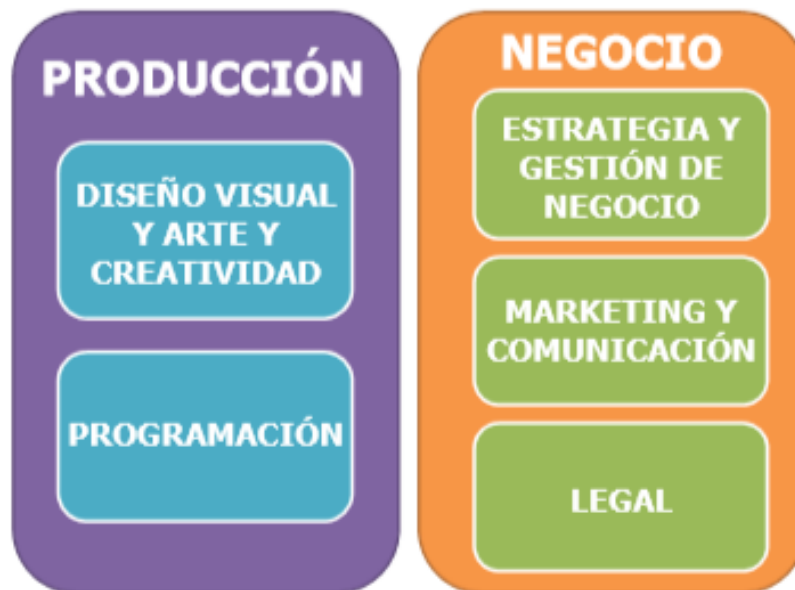 PRODUCCIÓN
DISEÑO VISUAL
Y ARTE Y
CREATIVIDAD
PROGRAMACIÓN
NEGOCIO
ESTRATEGIA Y
GESTIÓN DE
NEGOCIO
MARKETING Y
COMUNICACIÓN
LEGAL